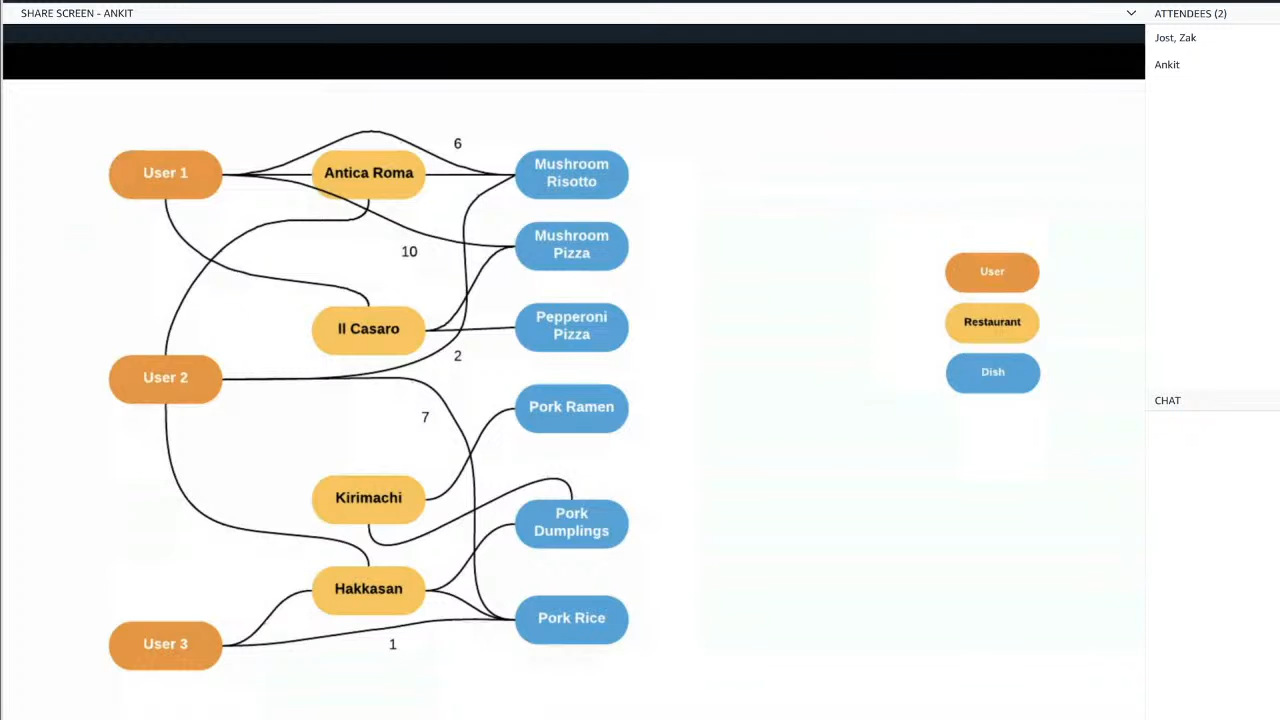 SHARE SCREEN - ANKIT
ATTENDEES (2)
Jost, Zak
Ankit
6
User 1
Antica Roma
Mushroom
Risotto
Mushroom
Pizza
10
User
Il Casaro
Pepperoni
Pizza
Restaurant
2
User 2
Dish
7
Pork Ramen
CHAT
Kirimachi
Pork
Dumplings
Hakkasan
Pork Rice
User 3
1